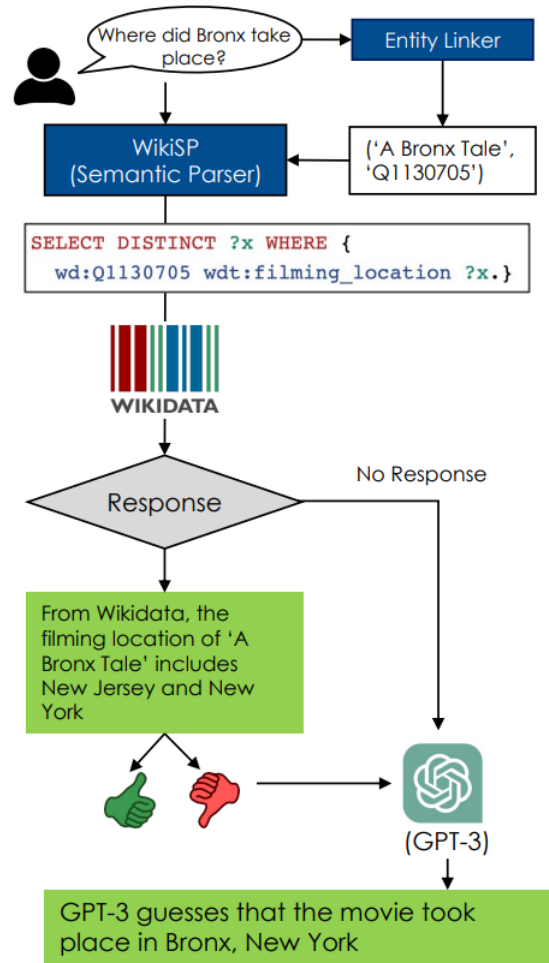 Where did Bronx take
place?
Entity Linker
WikiSP
(Semantic Parser)
('A Bronx Tale',
'Q1130705')
SELECT DISTINCT ?x WHERE {
wd:Q1130705 wdt:filming_location ?x.}
WIKIDATA
Response
No Response
From Wikidata, the
filming location of 'A
Bronx Tale' includes
New Jersey and New
York
(GPT-3)
GPT-3 guesses that the movie took
place in Bronx, New York